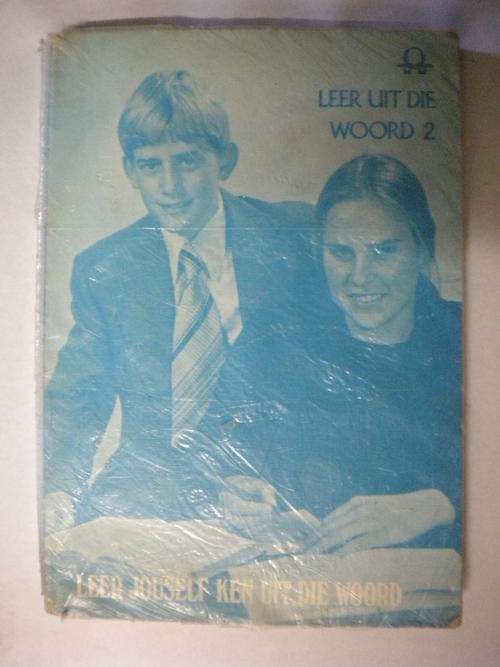 LEER UIT DIE
WOORD 2
LEER JOUSELF KEN UIT DIE WOORD